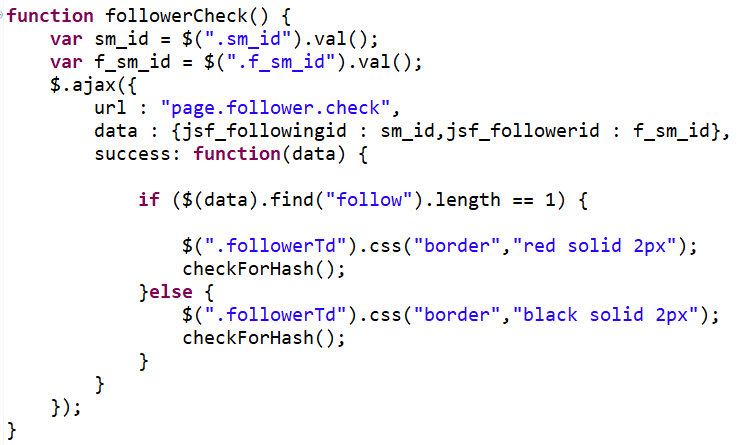 function followerCheck() {
    var sm_id = $(".sm_id").val();
    var f_sm_id = $(".f_sm_id").val();
    $.ajax({
        url : "page.follower.check",
        data : {jsf_followingid : sm_id,jsf_followerid : f_sm_id},
        success: function(data) {

            if ($(data).find("follow").length == 1) {

                $(".followerTd").css("border","red solid 2px");
                checkForHash();
            }else {
                $(".followerTd").css("border","black solid 2px");
                checkForHash();
            }
        }
    });
}